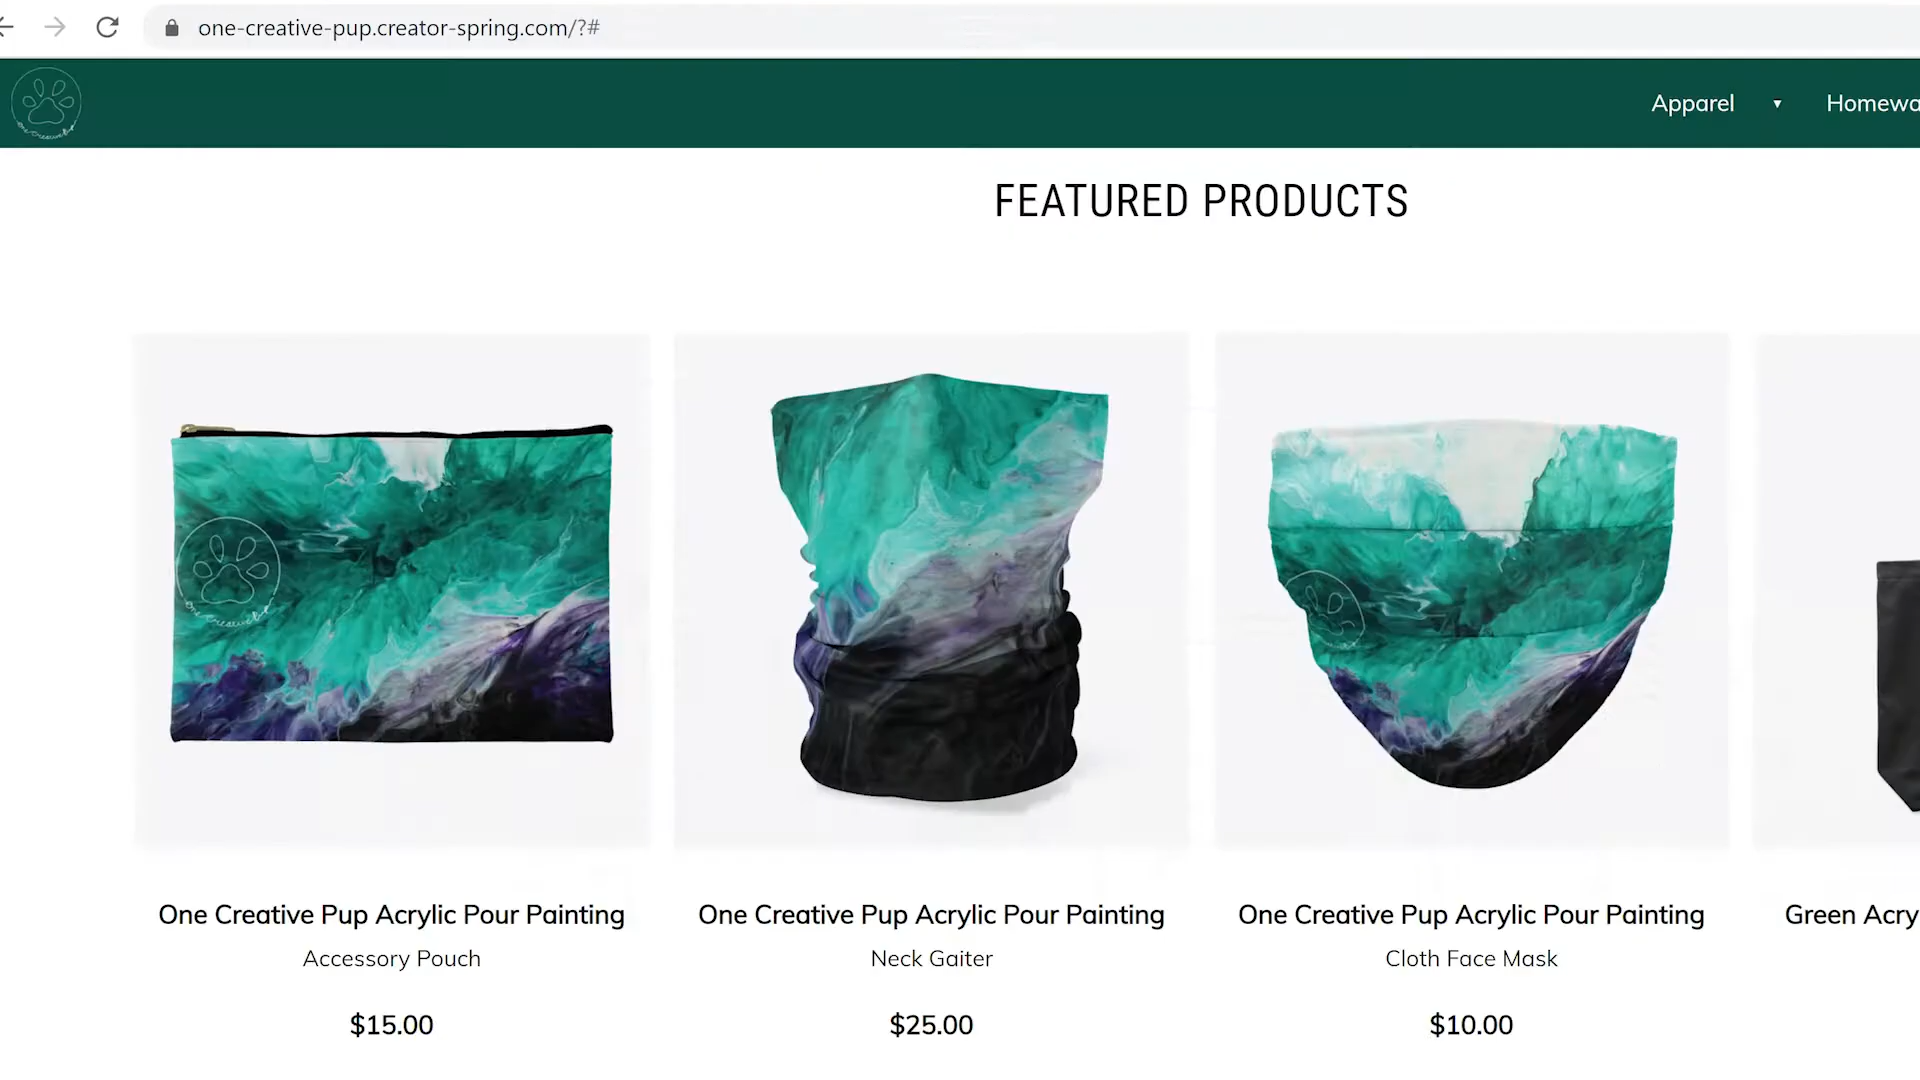 one-creative-pup.creator-spring.com/?#
Apparel ▼ Homewa
FEATURED PRODUCTS
One Creative Pup Acrylic Pour Painting
Accessory Pouch
$15.00
One Creative Pup Acrylic Pour Painting
Neck Gaiter
$25.00
One Creative Pup Acrylic Pour Painting
Cloth Face Mask
$10.00
Green Acry